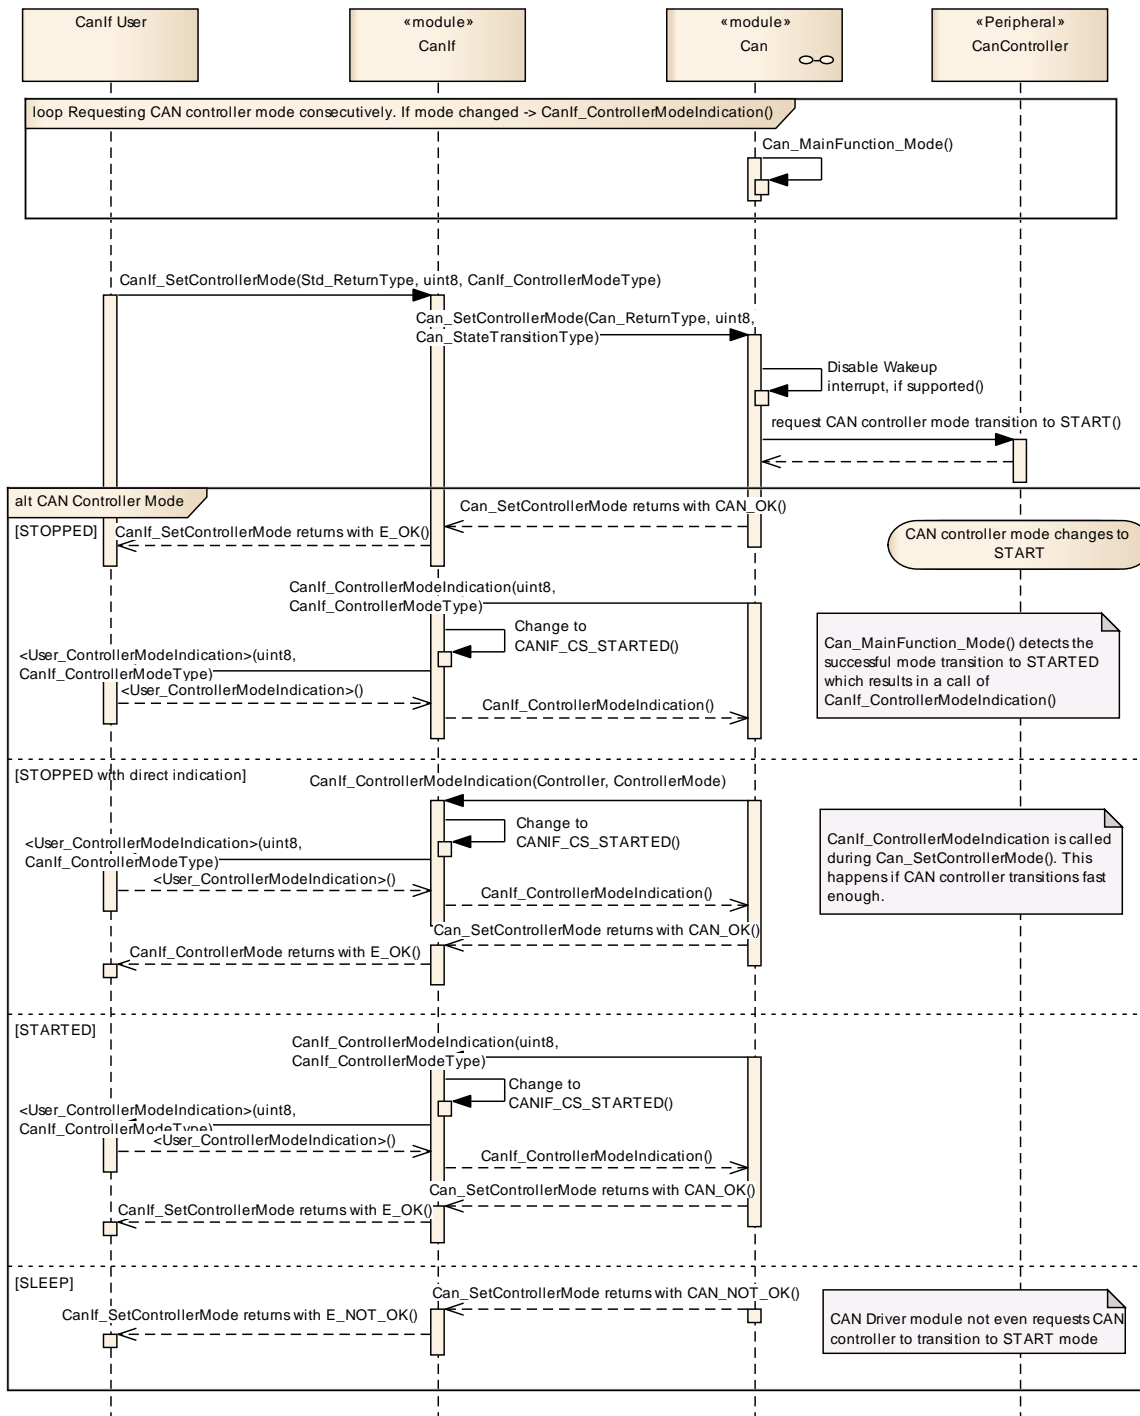 CanIf User
«module»
CanIf
«module»
Can
«Peripheral»
CanController
loop Requesting CAN controller mode consecutively. If mode changed -> CanIf_ControllerModeIndication()
Can_MainFunction_Mode()
CanIf_SetControllerMode(Std_ReturnType, uint8, CanIf_ControllerModeType)
Can_SetControllerMode(Can_ReturnType, uint8,
Can_StateTransitionType)
Disable Wakeup
interrupt, if supported()
request CAN controller mode transition to START()
alt CAN Controller Mode
[STOPPED]
Can_SetControllerMode returns with CAN_OK()
CanIf_SetControllerMode returns with E_OK()
CAN controller mode changes to
START
CanIf_ControllerModeIndication(uint8,
CanIf_ControllerModeType)
Change to
CANIF_CS_STARTED()
<User_ControllerModeIndication>(uint8,
CanIf_ControllerModeType)
<User_ControllerModeIndication>()
CanIf_ControllerModeIndication()
Can_MainFunction_Mode() detects the
successful mode transition to STARTED
which results in a call of
CanIf_ControllerModeIndication()
[STOPPED with direct indication]
CanIf_ControllerModeIndication(Controller, ControllerMode)
Change to
CANIF_CS_STARTED()
<User_ControllerModeIndication>(uint8,
CanIf_ControllerModeType)
<User_ControllerModeIndication>()
CanIf_ControllerModeIndication()
Can_SetControllerMode returns with CAN_OK()
CanIf_ControllerMode returns with E_OK()
CanIf_ControllerModeIndication is called
during Can_SetControllerMode(). This
happens if CAN controller transitions fast
enough.
[STARTED]
CanIf_ControllerModeIndication(uint8,
CanIf_ControllerModeType)
Change to
CANIF_CS_STARTED()
<User_ControllerModeIndication>(uint8,
CanIf_ControllerModeType)
<User_ControllerModeIndication>()
CanIf_ControllerModeIndication()
Can_SetControllerMode returns with CAN_OK()
CanIf_SetControllerMode returns with E_OK()
[SLEEP]
Can_SetControllerMode returns with CAN_NOT_OK()
CanIf_SetControllerMode returns with E_NOT_OK()
CAN Driver module not even requests CAN
controller to transition to START mode